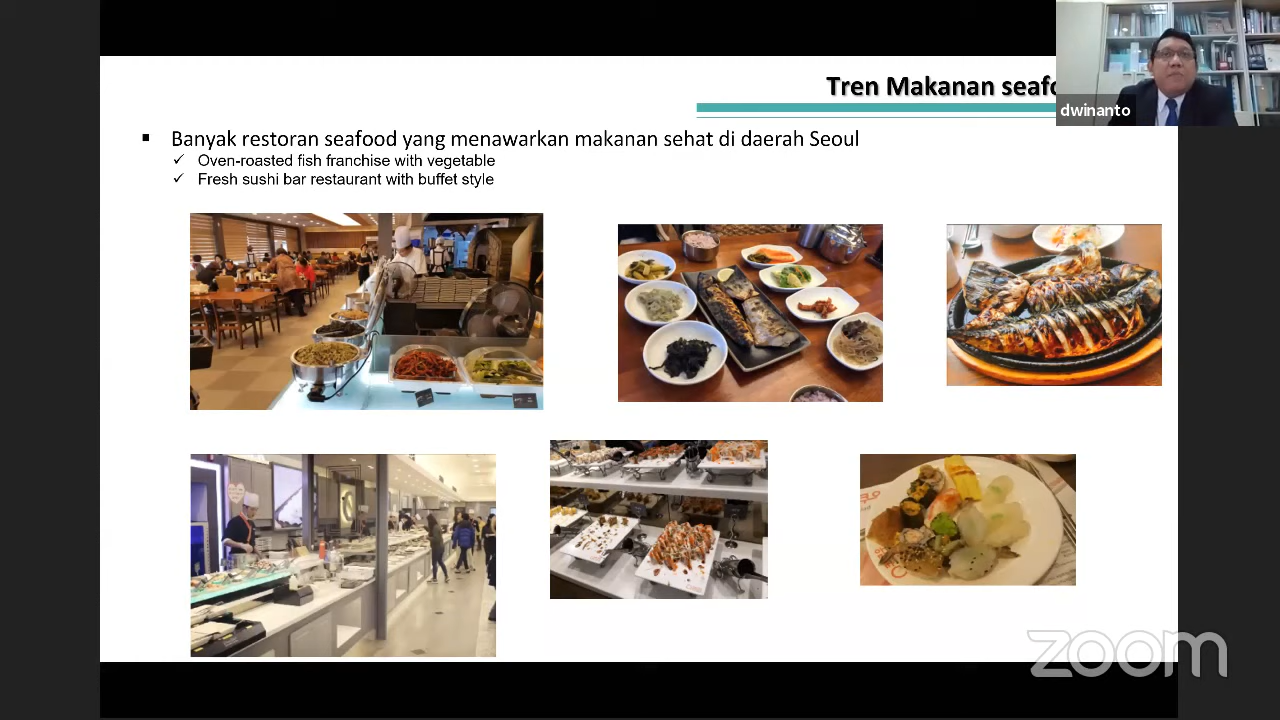 Tren Makanan seafo
dwinanto
▪ Banyak restoran seafood yang menawarkan makanan sehat di daerah Seoul
✓ Oven-roasted fish franchise with vegetable
✓ Fresh sushi bar restaurant with buffet style
zoom